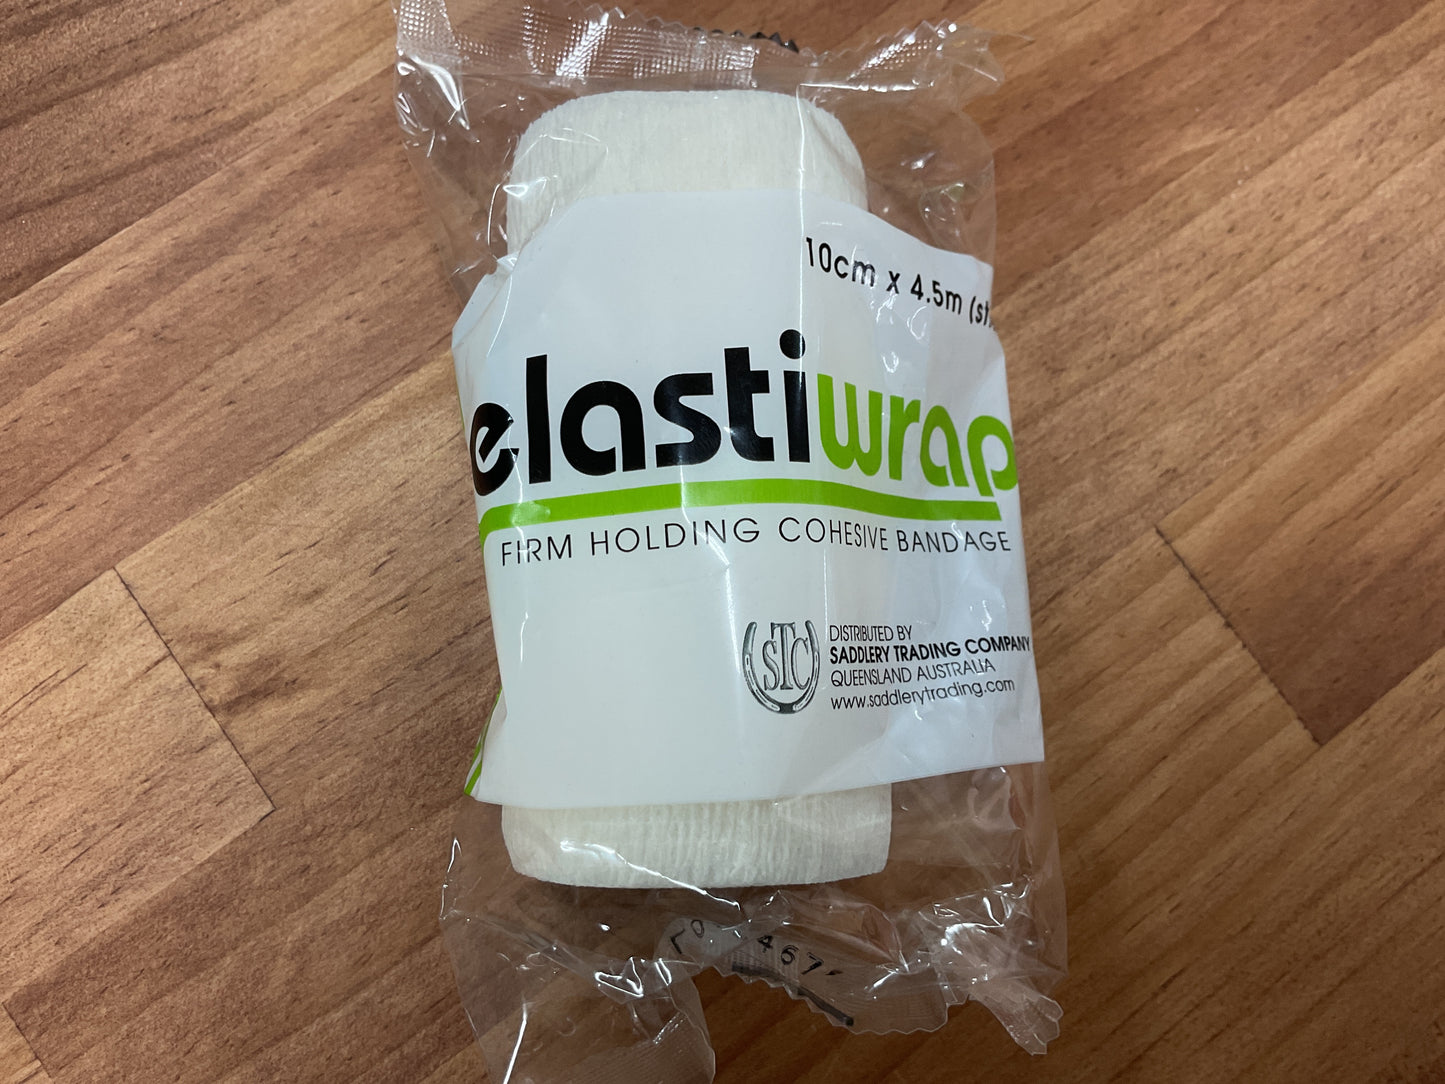 10cm x 4.5m
elastiwrap
FIRM HOLDING COHESIVE BANDAGE
STC
DISTRIBUTED BY
SADDLERY TRADING COMPANY
QUEENSLAND AUSTRALIA
www.saddlerytrading.com